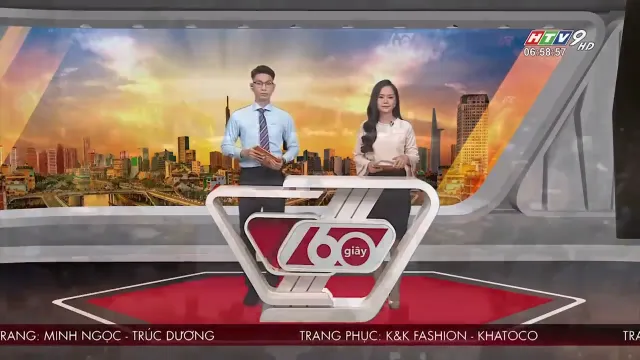 HTV9 HD
06:58:57
60
giây
RANG: MINH NGỌC - TRÚC DƯƠNG TRANG PHỤC: K&K FASHION - KHATOCO TRA